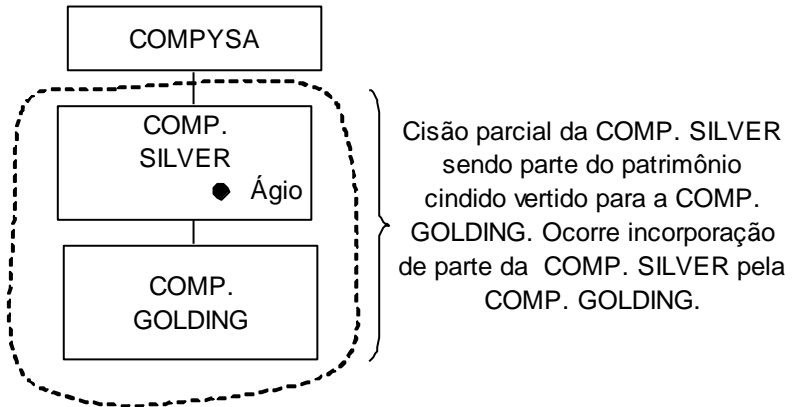 COMPYSA
COMP.
SILVER
Ágio
COMP.
GOLDING
Cisão parcial da COMP. SILVER
sendo parte do patrimônio
cindido vertido para a COMP.
GOLDING. Ocorre incorporação
de parte da COMP. SILVER pela
COMP. GOLDING.